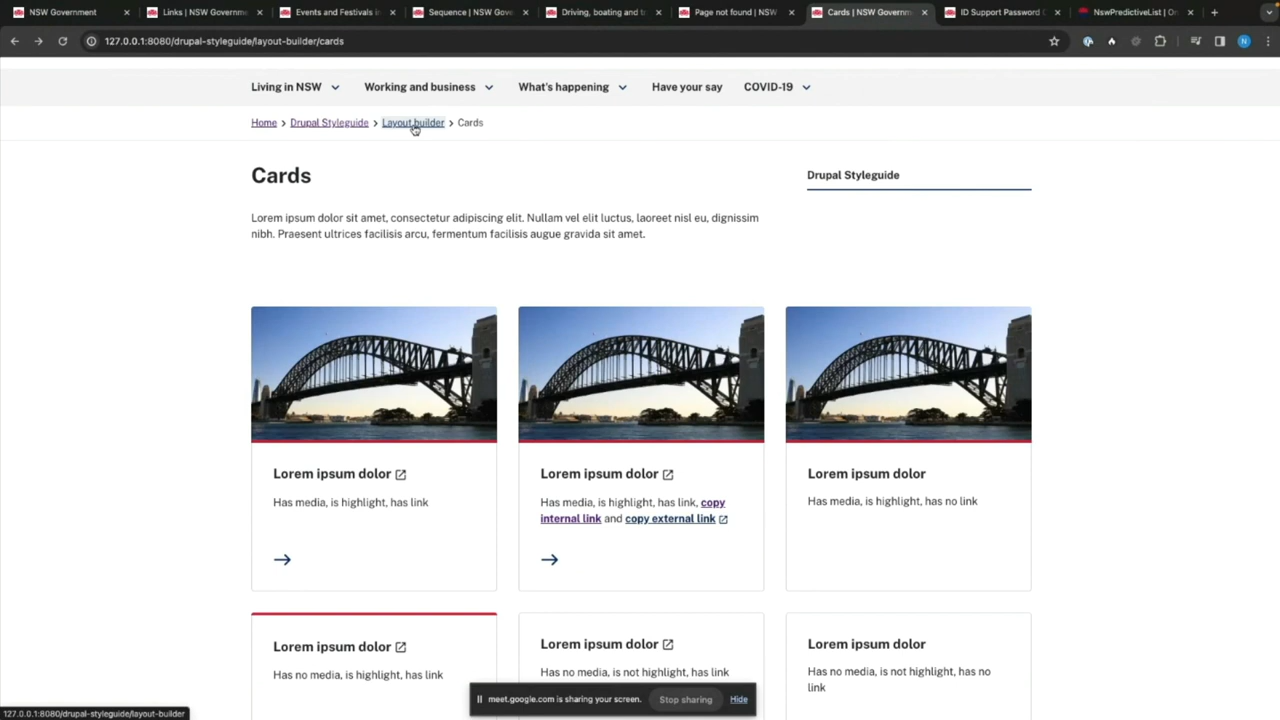 NSW Government
Links | NSW Governme
Events and Festivals in
Sequence | NSW Gove
Driving, boating and t
Page not found | NSW
Cards | NSW Governm
ID Support Password C
NswPredictiveList | On
127.0.0.1:8080/drupal-styleguide/layout-builder/cards
N
Living in NSW
Working and business
What's happening
Have your say
COVID-19
Home > Drupal Styleguide > Layout builder > Cards
Cards
Drupal Styleguide
Lorem ipsum dolor sit amet, consectetur adipiscing elit. Nullam vel elit luctus, laoreet nisl eu, dignissim
nibh. Praesent ultrices facilisis arcu, fermentum facilisis augue gravida sit amet.
Lorem ipsum dolor
Has media, is highlight, has link
Lorem ipsum dolor
Has media, is highlight, has link, copy
internal link and copy external link
Lorem ipsum dolor
Has media, is highlight, has no link
Lorem ipsum dolor
Has no media, is highlight, has link
Lorem ipsum dolor
Has no media, is not highlight, has link
Lorem ipsum dolor
Has no media, is not highlight, has no
link
meet.google.com is sharing your screen.
Stop sharing
Hide
127.0.0.1:8080/drupal-styleguide/layout-builder